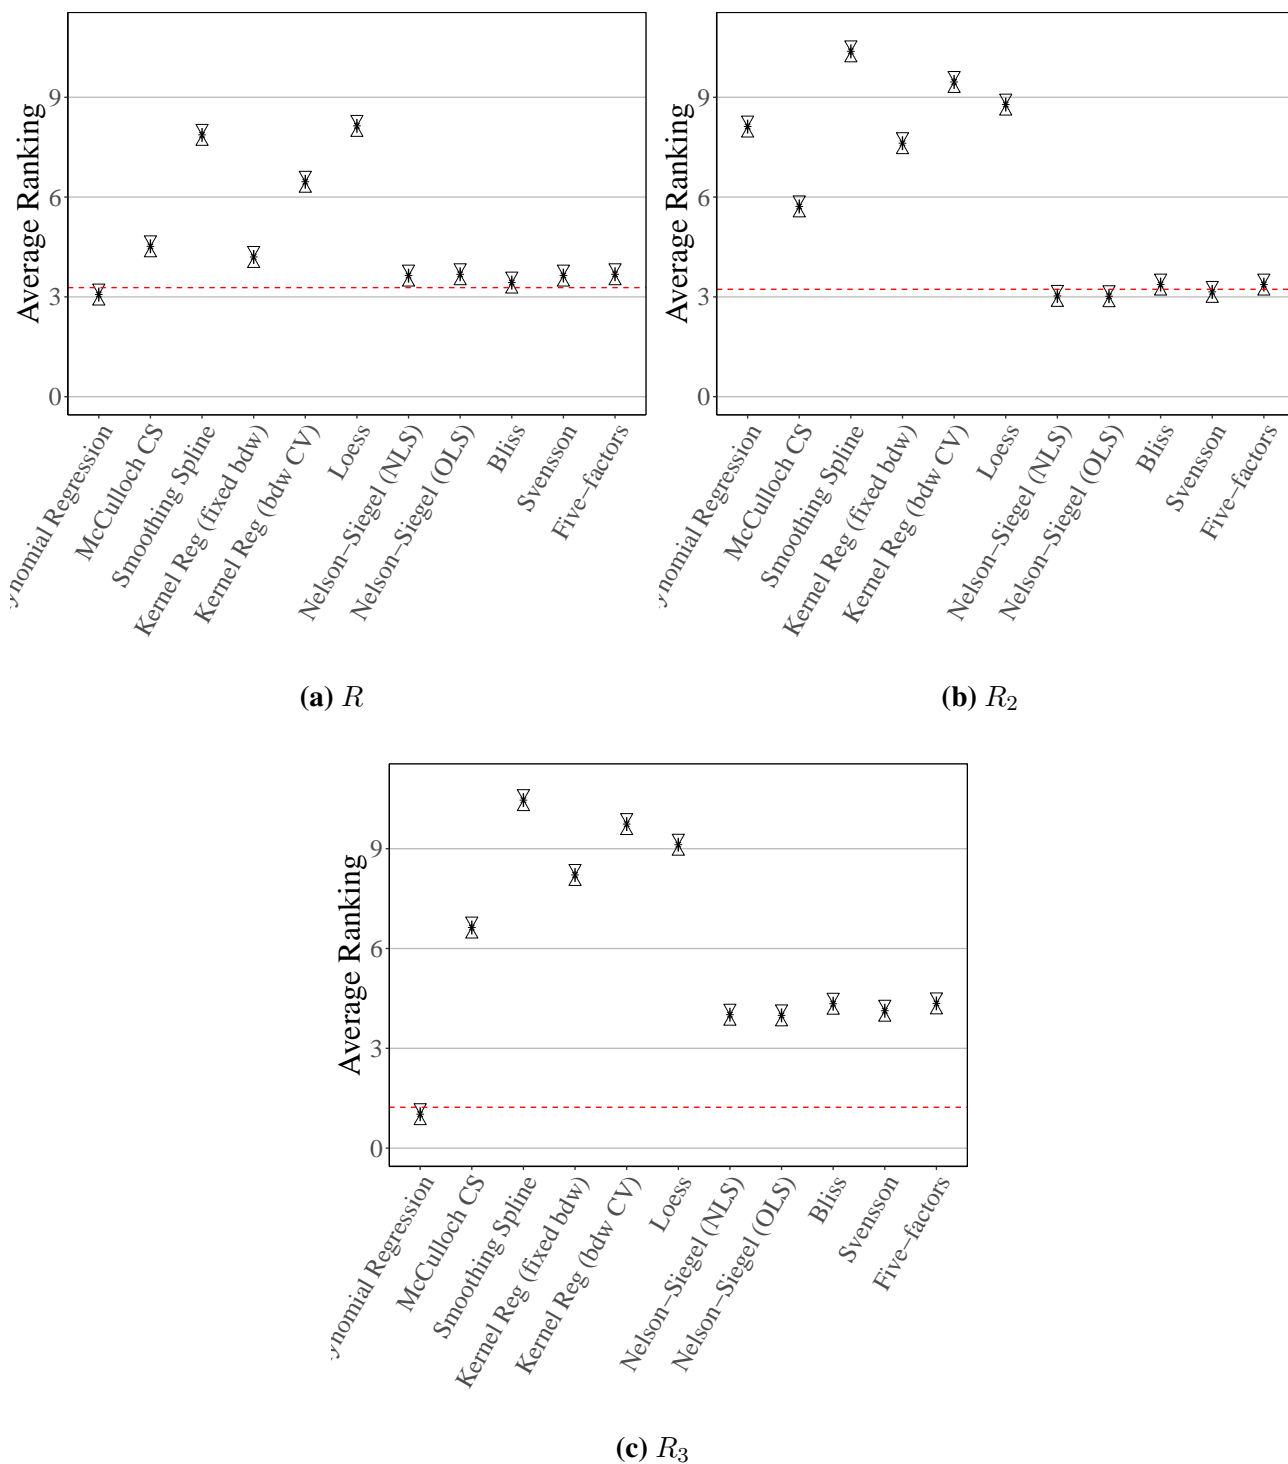 Average Ranking
9
6
3
0
ynomial Regression
McCulloch CS
Smoothing Spline
Kernel Reg (fixed bdw)
Kernel Reg (bdw CV)
Loess
Nelson−Siegel (NLS)
Nelson−Siegel (OLS)
Bliss
Svensson
Five−factors
(a) R
Average Ranking
9
6
3
0
ynomial Regression
McCulloch CS
Smoothing Spline
Kernel Reg (fixed bdw)
Kernel Reg (bdw CV)
Loess
Nelson−Siegel (NLS)
Nelson−Siegel (OLS)
Bliss
Svensson
Five−factors
(b) R₂
Average Ranking
9
6
3
0
ynomial Regression
McCulloch CS
Smoothing Spline
Kernel Reg (fixed bdw)
Kernel Reg (bdw CV)
Loess
Nelson−Siegel (NLS)
Nelson−Siegel (OLS)
Bliss
Svensson
Five−factors
(c) R₃